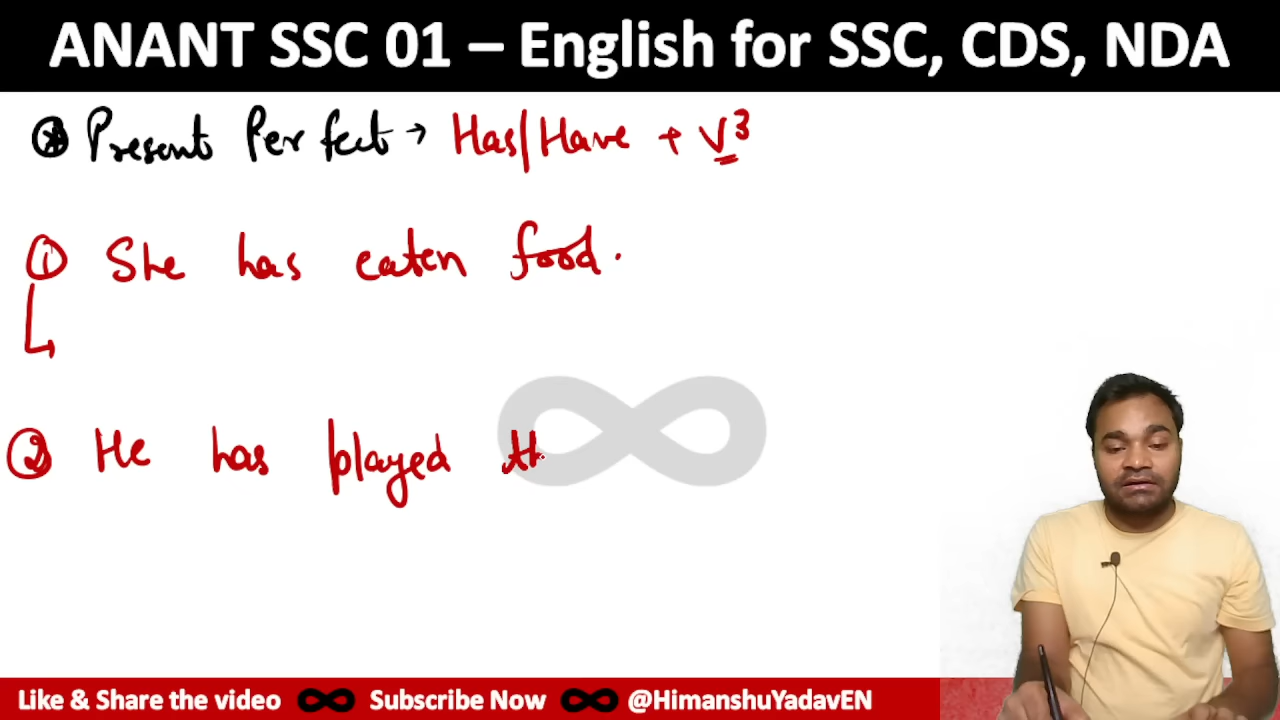 ANANT SSC 01 – English for SSC, CDS, NDA
Present Perfect → Has/Have + V³
① She has eaten food.
② He has played th
Like & Share the video Subscribe Now @HimanshuYadavEN